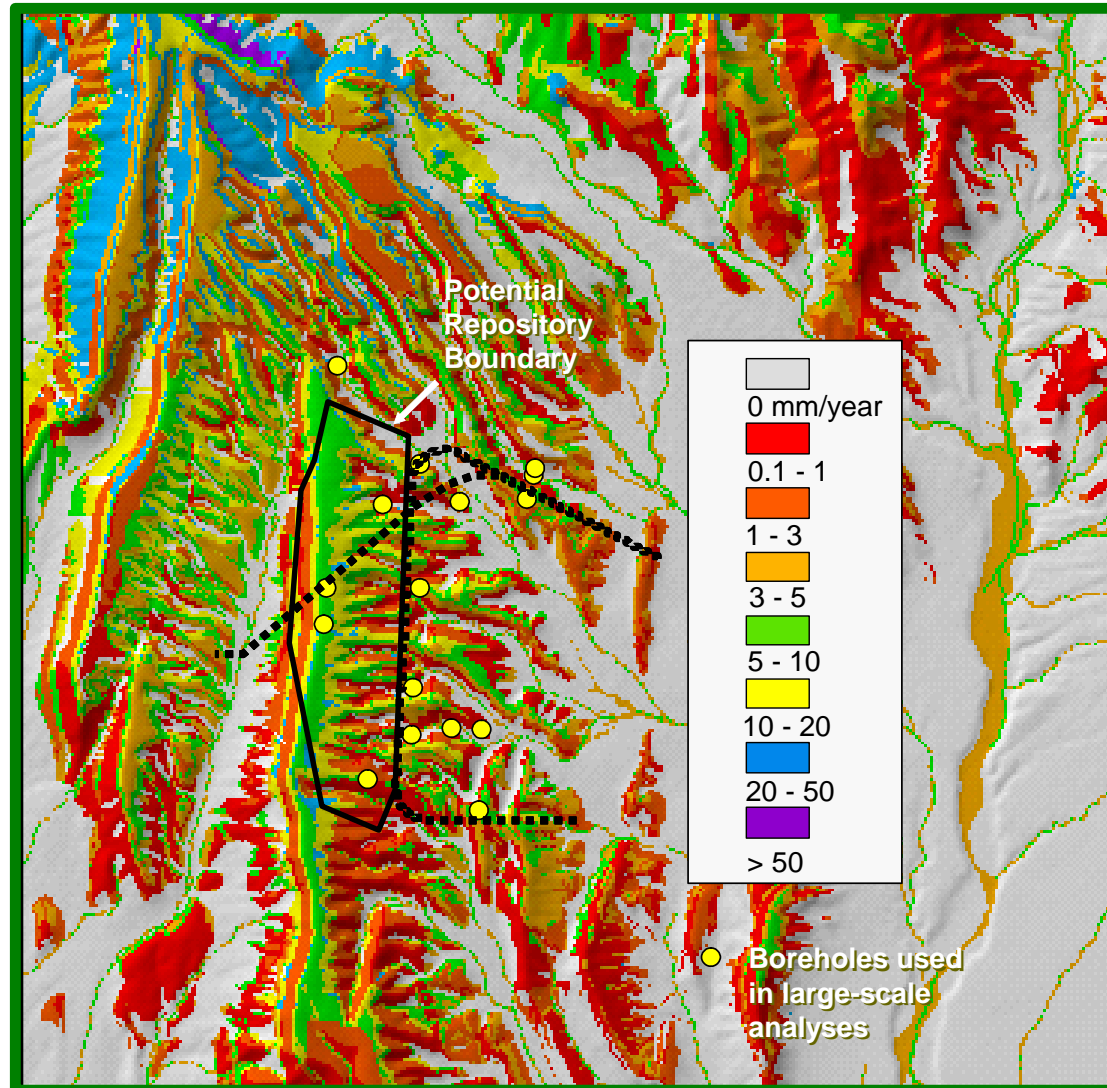 Potential
Repository
Boundary
0 mm/year
0.1 - 1
1 - 3
3 - 5
5 - 10
10 - 20
20 - 50
> 50
Boreholes used
in large-scale
analyses